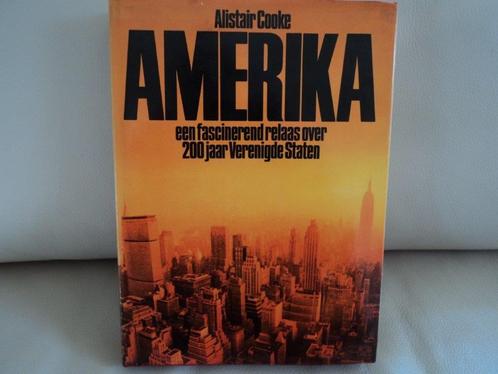 Alistair Cooke
AMERIKA
een fascinerend relaas over
200 jaar Verenigde Staten